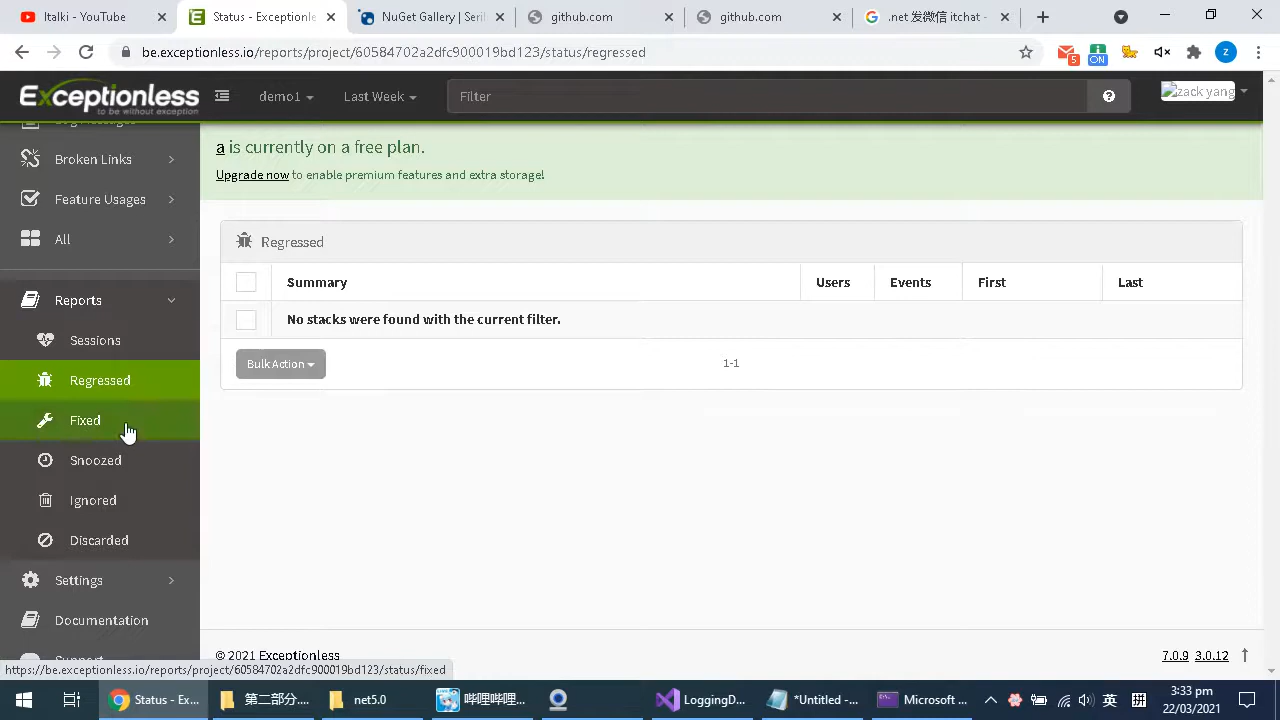 Italki - YouTube
Status - Exceptionle
NuGet Gallery | seril
github.com
github.com
.net 发微信 itchat -
be.exceptionless.io/reports/project/60584702a2dfc900019bd123/status/regressed
5
ON
Z
Exceptionless
to be without exception
demo1
Last Week
Filter
zack yang
Log Messages
Broken Links
Feature Usages
All
Reports
Sessions
Regressed
Fixed
Snoozed
Ignored
Discarded
Settings
Documentation
Support
a is currently on a free plan.
Upgrade now to enable premium features and extra storage!
Regressed
Summary
Users
Events
First
Last
No stacks were found with the current filter.
Bulk Action
1-1
© 2021 Exceptionless
7.0.9 3.0.12
https://be.exceptionless.io/reports/project/60584702a2dfc900019bd123/status/fixed
Status - Ex...
第二部分....
net5.0
哔哩哔哩...
LoggingD...
*Untitled -...
Microsoft ...
英
拼
3:33 pm
22/03/2021